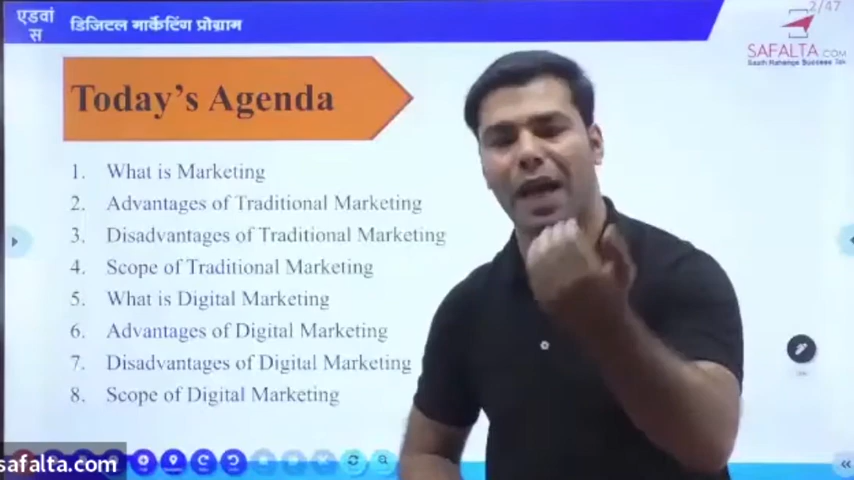 एडवां
स
डिजिटल मार्केटिंग प्रोग्राम
2/47
SAFALTA.COM
Today's Agenda
1. What is Marketing
2. Advantages of Traditional Marketing
3. Disadvantages of Traditional Marketing
4. Scope of Traditional Marketing
5. What is Digital Marketing
6. Advantages of Digital Marketing
7. Disadvantages of Digital Marketing
8. Scope of Digital Marketing
safalta.com